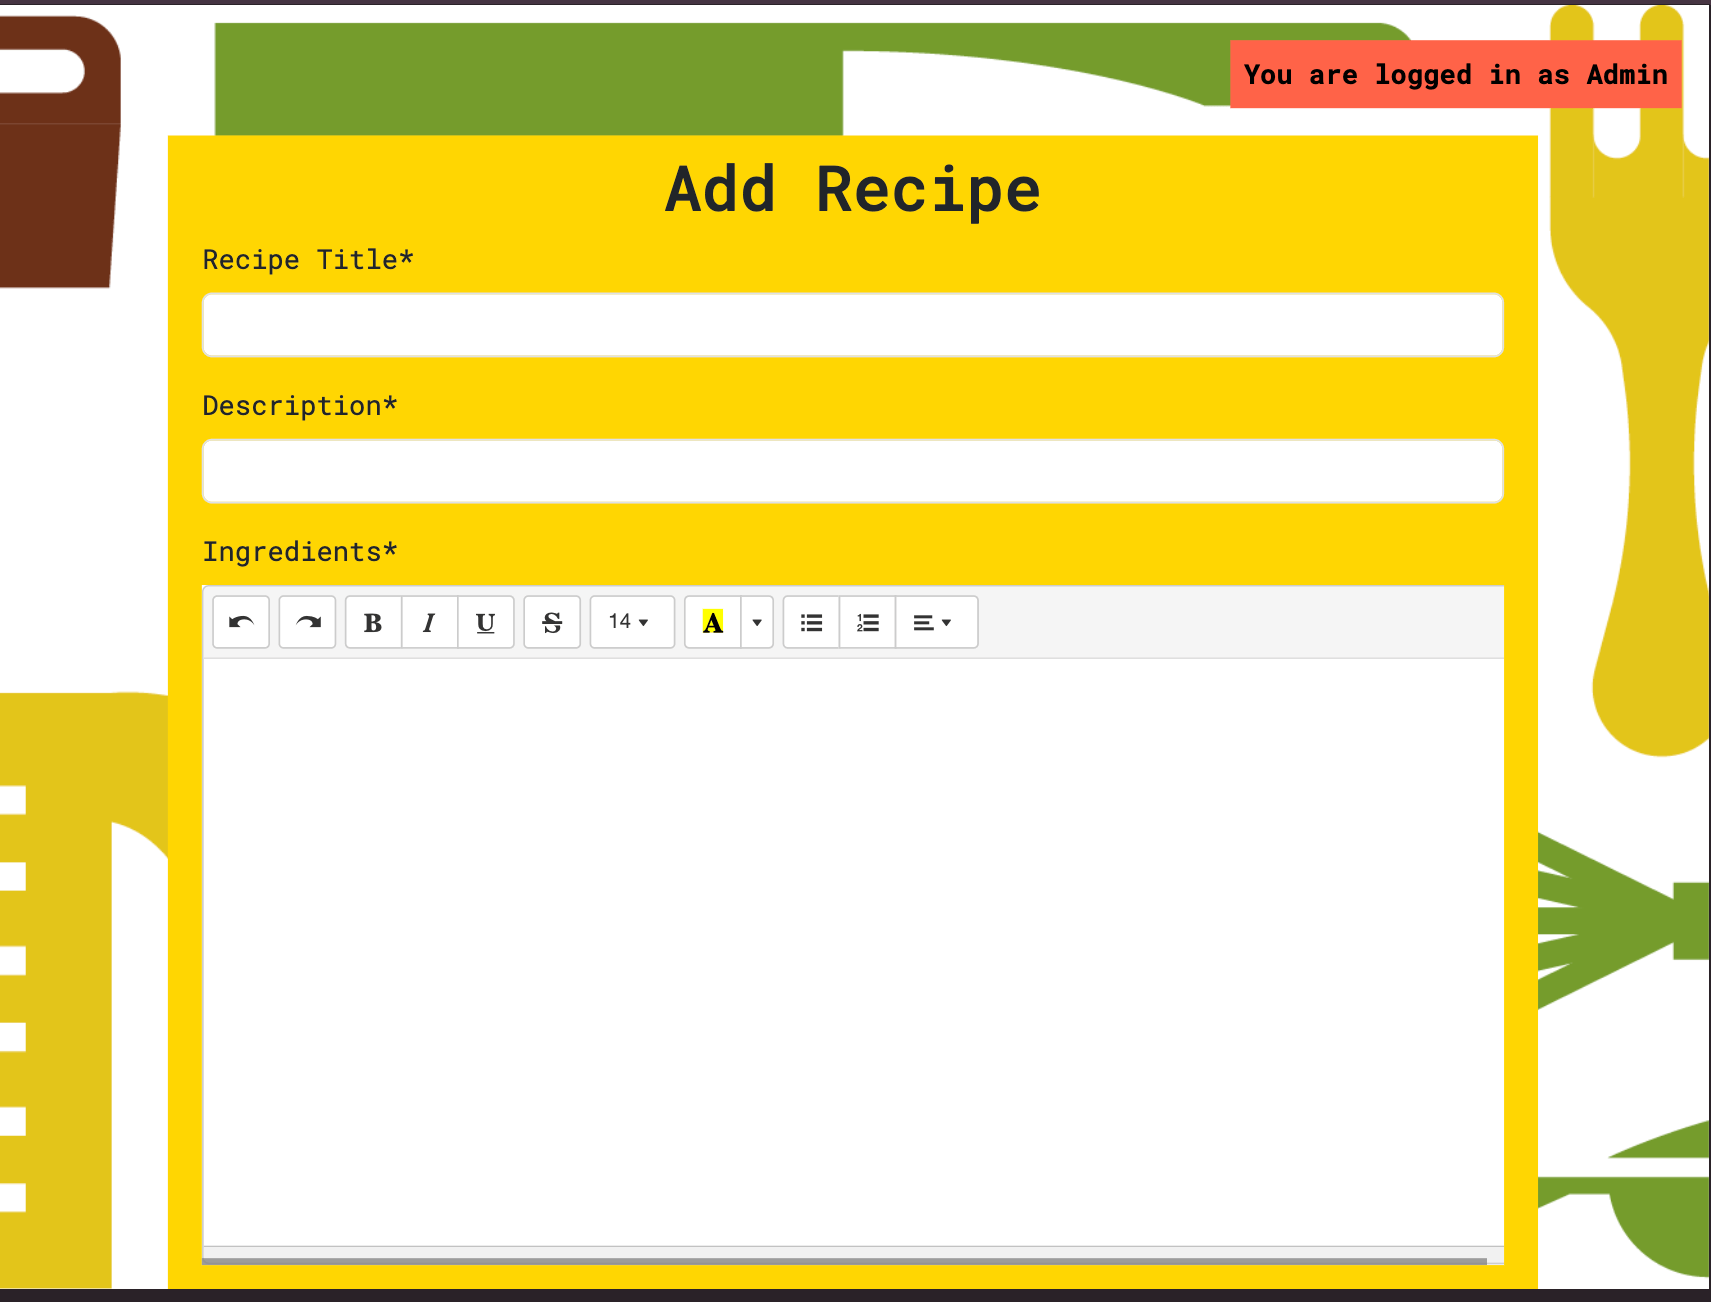 You are logged in as Admin
Add Recipe
Recipe Title*
Description*
Ingredients*
B I U S 14 A